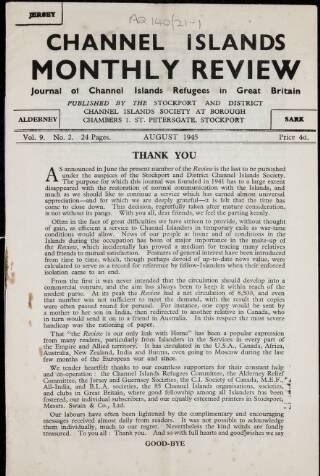 JERSEY
AQ 140/21-1
CHANNEL ISLANDS
MONTHLY REVIEW
Journal of Channel Islands Refugees in Great Britain
PUBLISHED BY THE STOCKPORT AND DISTRICT
CHANNEL ISLANDS SOCIETY AT BOROUGH
CHAMBERS 1. ST. PETERSGATE, STOCKPORT
ALDERNEY
SARK
Vol. 9. No. 2. 24 Pages. AUGUST 1945 Price 4d.
THANK YOU
AS announced in June the present number of the Review is the last to be published
under the auspices of the Stockport and District Channel Islands Society.
The purpose for which this journal was founded in 1941 has to a large extent
disappeared with the restoration of normal communication with the Islands, and
much as we should like to continue a service which has earned almost universal
appreciation—and for which we are deeply grateful—it is felt that the time has
come to close down. This decision, regretfully taken after mature consideration,
is not without its pangs. With you all, dear friends, we feel the parting keenly.
Often in the face of great difficulties we have striven to provide, without thought
of gain, as efficient a service to Channel Islanders in temporary exile as war-time
conditions would allow. News of our people at home and of conditions in the
Islands during the occupation has been of major importance in the make-up of
the Review, which incidentally has proved a medium for tracing many relatives
and friends to mutual satisfaction. Features of general interest have been introduced
from time to time, which, though perhaps devoid of up-to-date news value, were
calculated to serve as a record for reference by fellow-Islanders when their enforced
isolation came to an end.
From the first it was never intended that the circulation should develop into a
commercial venture, and the aim has always been to keep it within reach of the
modest purse. At its peak the Review attained a circulation of and even
that number was not sufficient to meet the demand, with the result that copies
were often passed round for perusal. For instance, one copy would be sent by
a mother to her son in India, then redirected to another relative in Canada, who
in turn would send it on to a friend in Australia. In this respect the most severe
handicap was the rationing of paper.
That "the Review is our only link with Home" has been a popular expression
from many readers, particularly from Islanders in the Services in every part of
the Empire and Allied territory. It has circulated in the U.S.A., Canada, Africa,
Australia, New Zealand, India and Burma, even going to Moscow during the last
few months of the European war and since.
We tender heartfelt thanks to our countless supporters for their constant help
and co-operation: the Channel Islands Refugees Committee, the Alderney Relief
Committee, the Jersey and Guernsey Societies, the C.I. Society of Canada, M.E.F.,
All-India, and B.L.A. societies, the 85 Channel Islands organisations, societies,
and clubs in Great Britain, where good fellowship among all Islanders has been
fostered, our individual subscribers, and our equally esteemed printers in Stockport,
Messrs. Swain & Co., Ltd.
Our labours have often been lightened by the complimentary and encouraging
messages received almost daily from readers. It was not possible to acknowledge
them individually, much to our regret. Nevertheless the kind words are fondly
treasured. To you all: Thank you. And so with full hearts and good wishes we say
GOOD-BYE